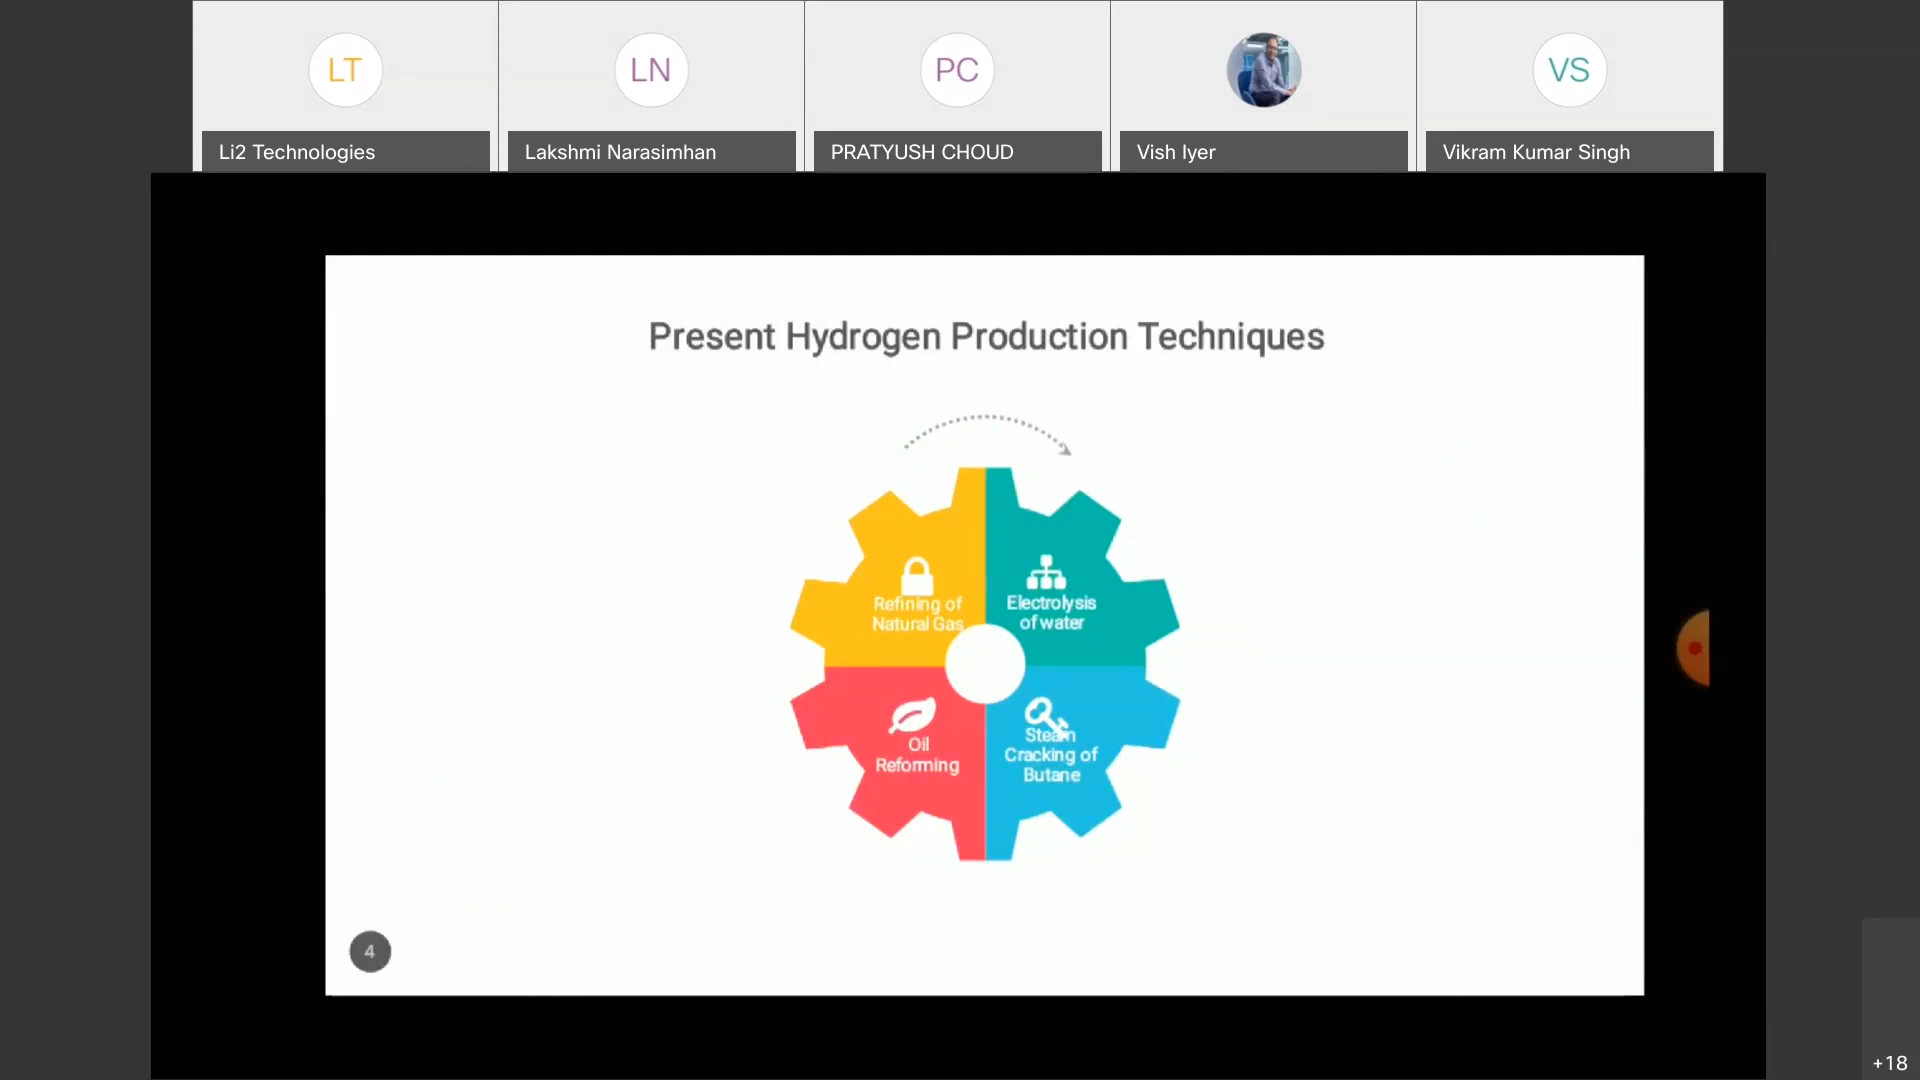 LT
LN
PC
VS
Li2 Technologies
Lakshmi Narasimhan
PRATYUSH CHOUD
Vish Iyer
Vikram Kumar Singh
Present Hydrogen Production Techniques
Refining of
Natural Gas
Electrolysis
of water
Oil
Reforming
Steam
Cracking of
Butane
4
+18